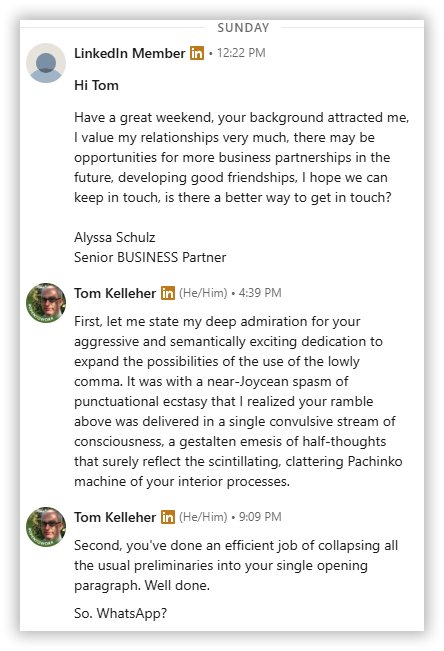 SUNDAY
LinkedIn Member in • 12:22 PM
Hi Tom
Have a great weekend, your background attracted me,
I value my relationships very much, there may be
opportunities for more business partnerships in the
future, developing good friendships, I hope we can
keep in touch, is there a better way to get in touch?
Alyssa Schulz
Senior BUSINESS Partner
Tom Kelleher in (He/Him) • 4:39 PM
First, let me state my deep admiration for your
aggressive and semantically exciting dedication to
expand the possibilities of the use of the lowly
comma. It was with a near-Joycean spasm of
punctuational ecstasy that I realized your ramble
above was delivered in a single convulsive stream of
consciousness, a gestalten emesis of half-thoughts
that surely reflect the scintillating, clattering Pachinko
machine of your interior processes.
Tom Kelleher in (He/Him) • 9:09 PM
Second, you've done an efficient job of collapsing all
the usual preliminaries into your single opening
paragraph. Well done.
So. WhatsApp?